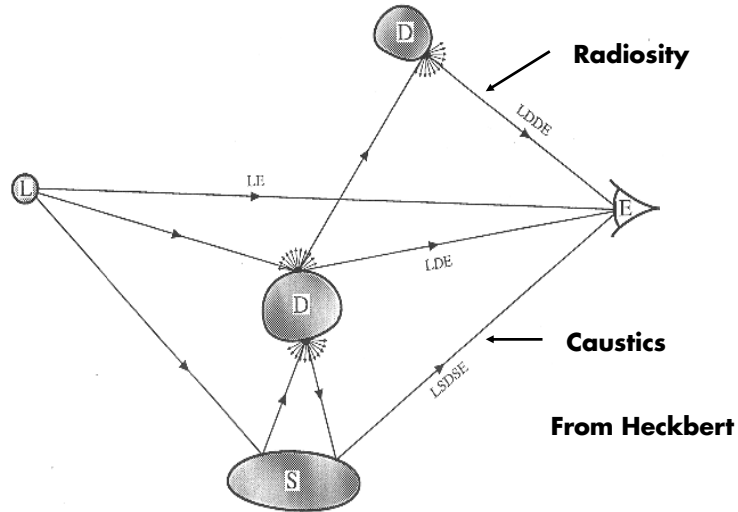 D
Radiosity
LDDE
L
LE
E
LDE
D
Caustics
LSDSE
From Heckbert
S